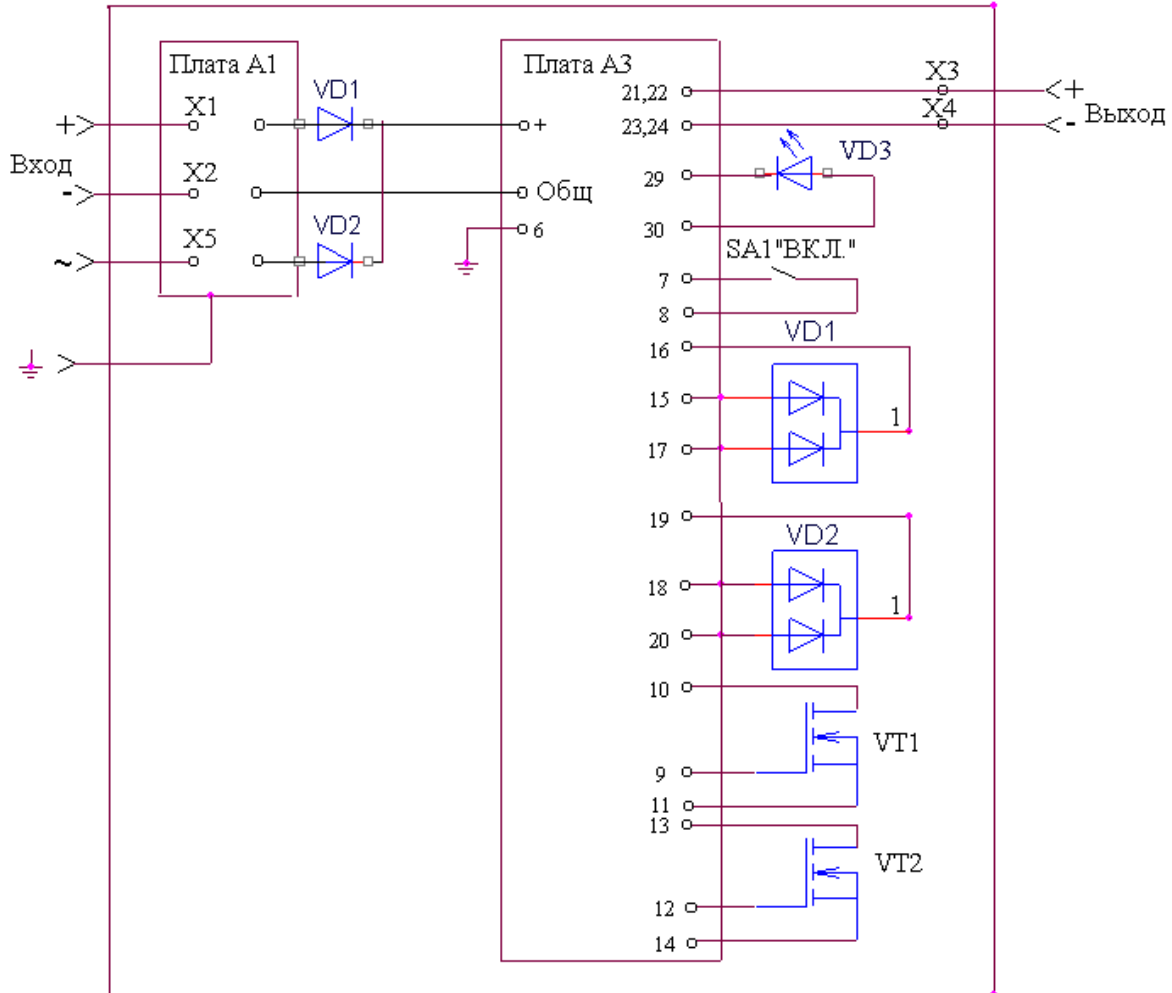 Плата А1
Плата А3
X1
VD1
+
+
21,22
X3
+
23,24
X4
-
Выход
Вход
-
X2
Общ
29
VD3
~
X5
VD2
6
30
SA1"ВКЛ."
7
8
VD1
16
15
1
17
19
VD2
18
1
20
10
VT1
9
11
13
VT2
12
14